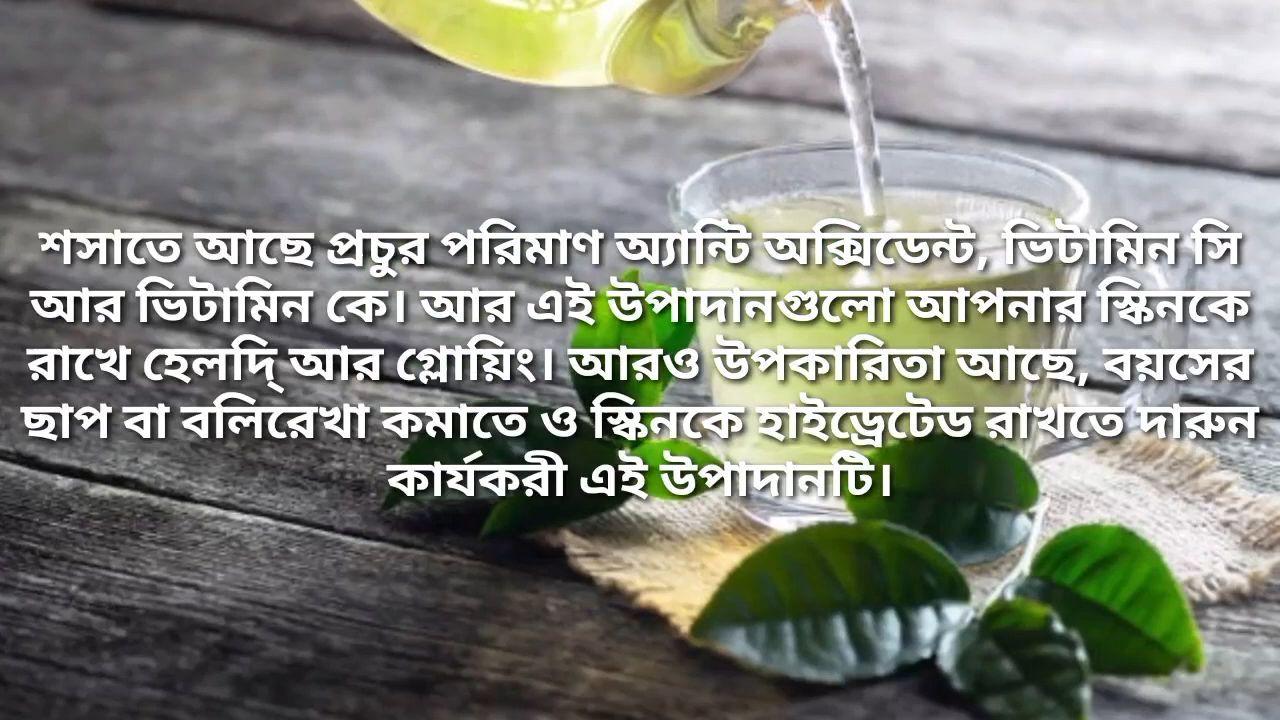 শসাতে আছে প্রচুর পরিমাণ অ্যান্টি অক্সিডেন্ট, ভিটামিন সি
আর ভিটামিন কে। আর এই উপাদানগুলো আপনার স্কিনকে
রাখে হেলদি্ আর গ্লোয়িং। আরও উপকারিতা আছে, বয়সের
ছাপ বা বলিরেখা কমাতে ও স্কিনকে হাইড্রেটেড রাখতে দারুন
কার্যকরী এই উপাদানটি।